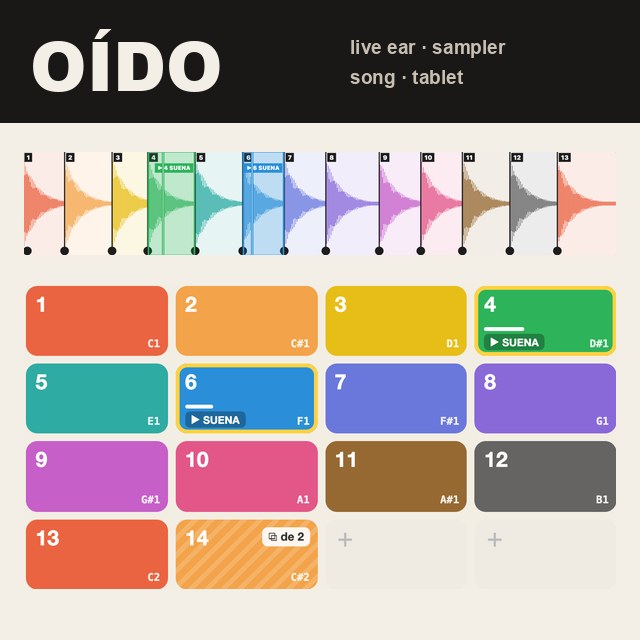 OÍDO
live ear · sampler
song · tablet
1 2 3 4 5 6 7 8 9 10 11 12 13
▶4 SUENA ▶6 SUENA
1 C1
2 C#1
3 D1
4 ▶ SUENA D#1
5 E1
6 ▶ SUENA F1
7 F#1
8 G1
9 G#1
10 A1
11 A#1
12 B1
13 C2
14 de 2 C#2
+
+